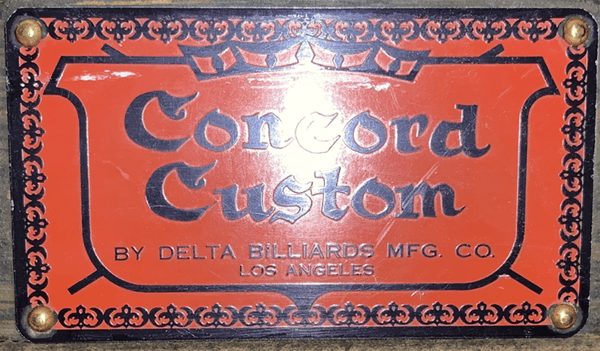 Concord
Custom
BY DELTA BILLIARDS MFG. CO.
LOS ANGELES